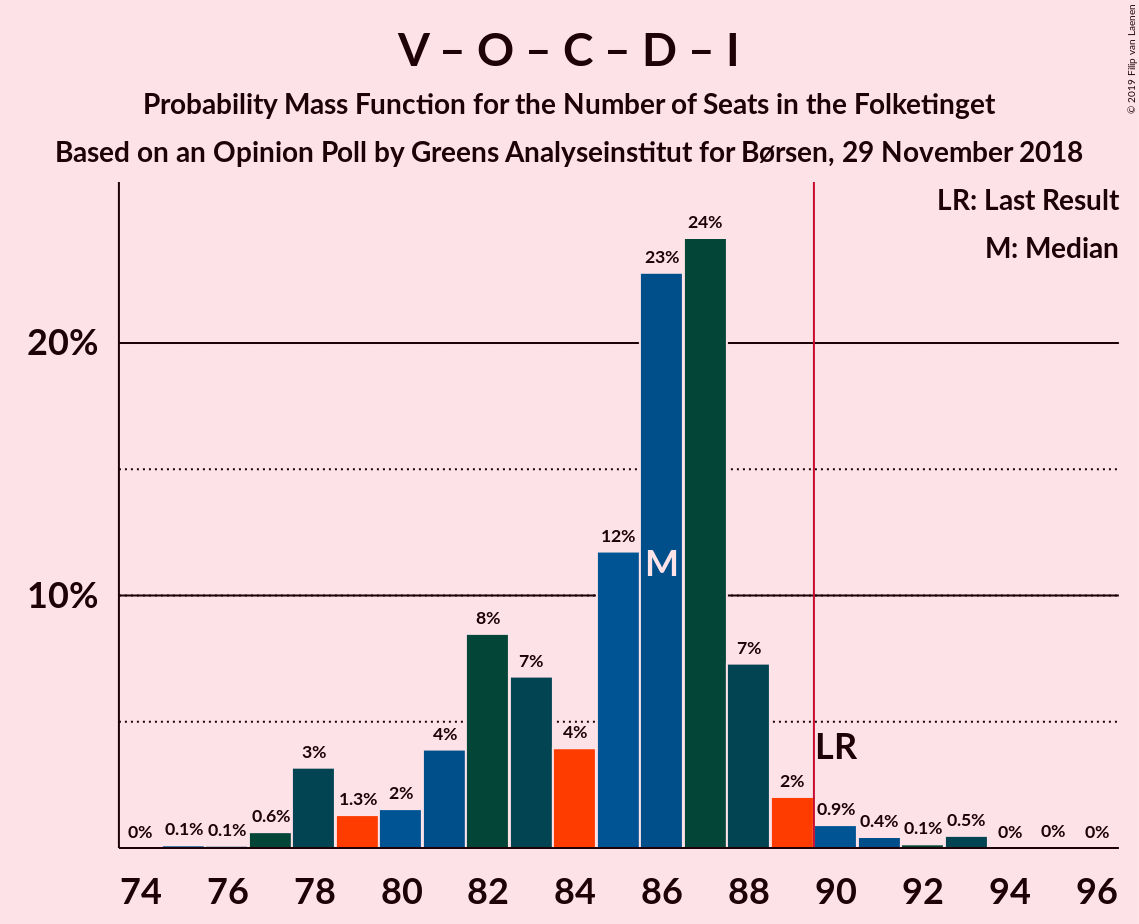 © 2019 Filip van Laenen
V – O – C – D – I
Probability Mass Function for the Number of Seats in the Folketinget
Based on an Opinion Poll by Greens Analyseinstitut for Børsen, 29 November 2018
LR: Last Result
M: Median
20%
10%
0%
0.1%
0.1%
0.6%
3%
1.3%
2%
4%
8%
7%
4%
12%
23%
24%
7%
2%
0.9%
0.4%
0.1%
0.5%
0%
0%
0%
M
LR
74 76 78 80 82 84 86 88 90 92 94 96